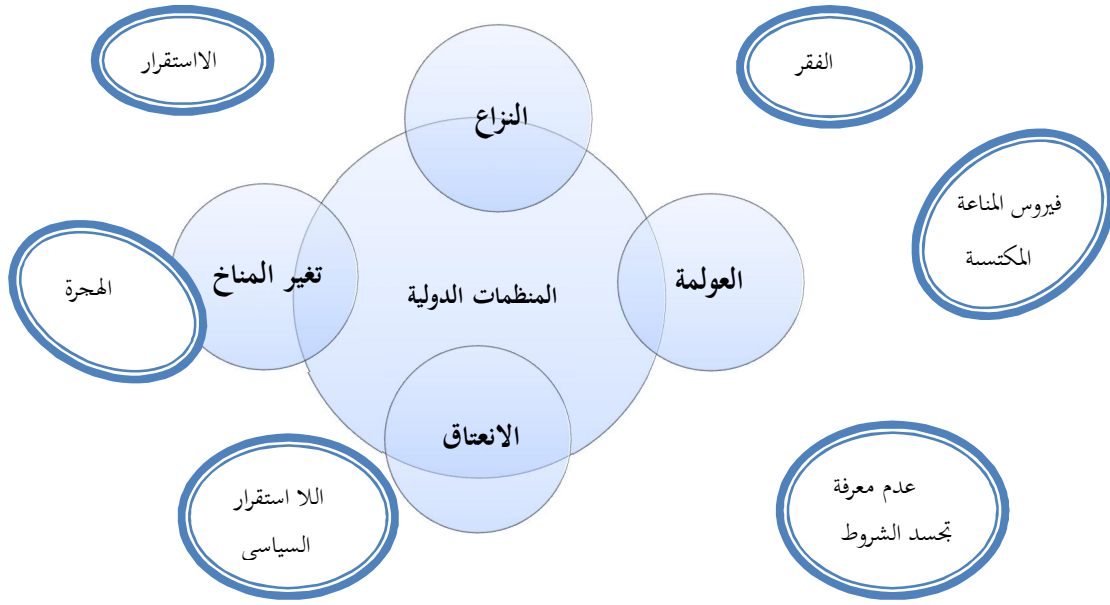 الااستقرار
الفقر
النزاع
فيروس المناعة
المكتسبة
تغير المناخ
العولمة
الهجرة
المنظمات الدولية
الانعتاق
اللا استقرار
السياسي
عدم معرفة
تجسد الشروط